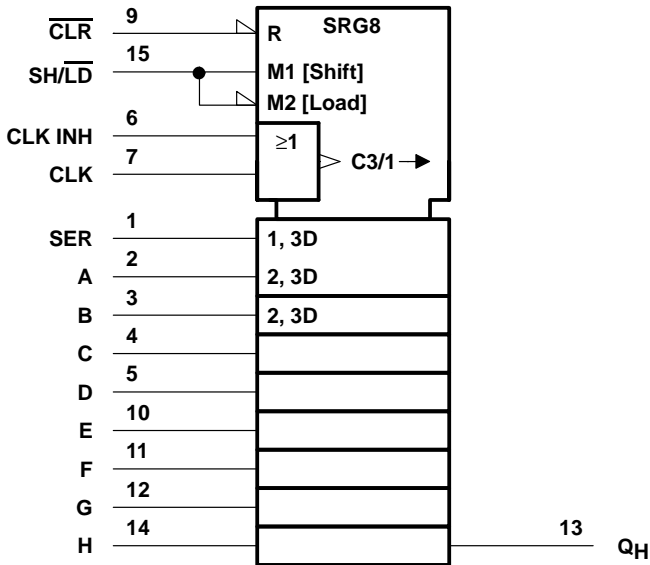 CLR 9 R SRG8
SH/LD 15 M1 [Shift]
M2 [Load]
CLK INH 6 ≥1
CLK 7 C3/1
SER 1 1, 3D
A 2 2, 3D
B 3 2, 3D
C 4
D 5
E 10
F 11
G 12
H 14 13 QH